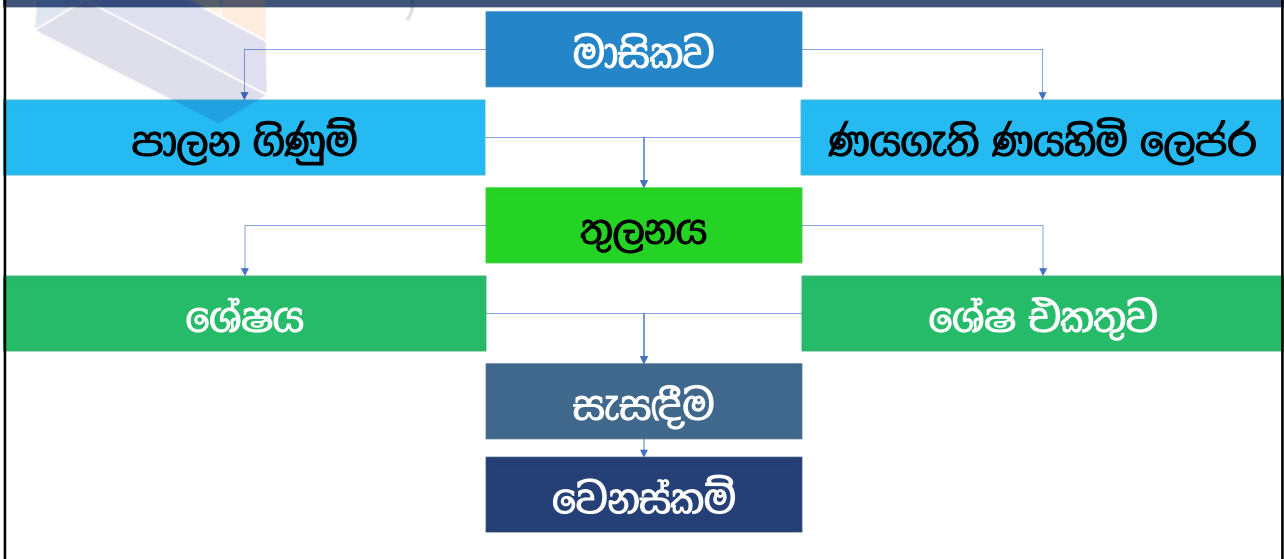 මාසිකව
පාලන ගිණුම්
ණයගැති ණයහිමි ලෙජර
තුලනය
ශේෂය
ශේෂ එකතුව
සැසඳීම
වෙනස්කම්